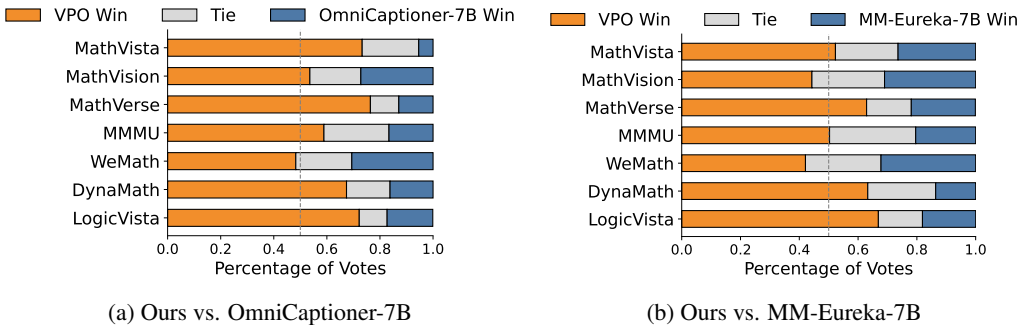 VPO Win Tie OmniCaptioner-7B Win
MathVista
MathVision
MathVerse
MMMU
WeMath
DynaMath
LogicVista
0.0 0.2 0.4 0.6 0.8 1.0
Percentage of Votes
(a) Ours vs. OmniCaptioner-7B
VPO Win Tie MM-Eureka-7B Win
MathVista
MathVision
MathVerse
MMMU
WeMath
DynaMath
LogicVista
0.0 0.2 0.4 0.6 0.8 1.0
Percentage of Votes
(b) Ours vs. MM-Eureka-7B